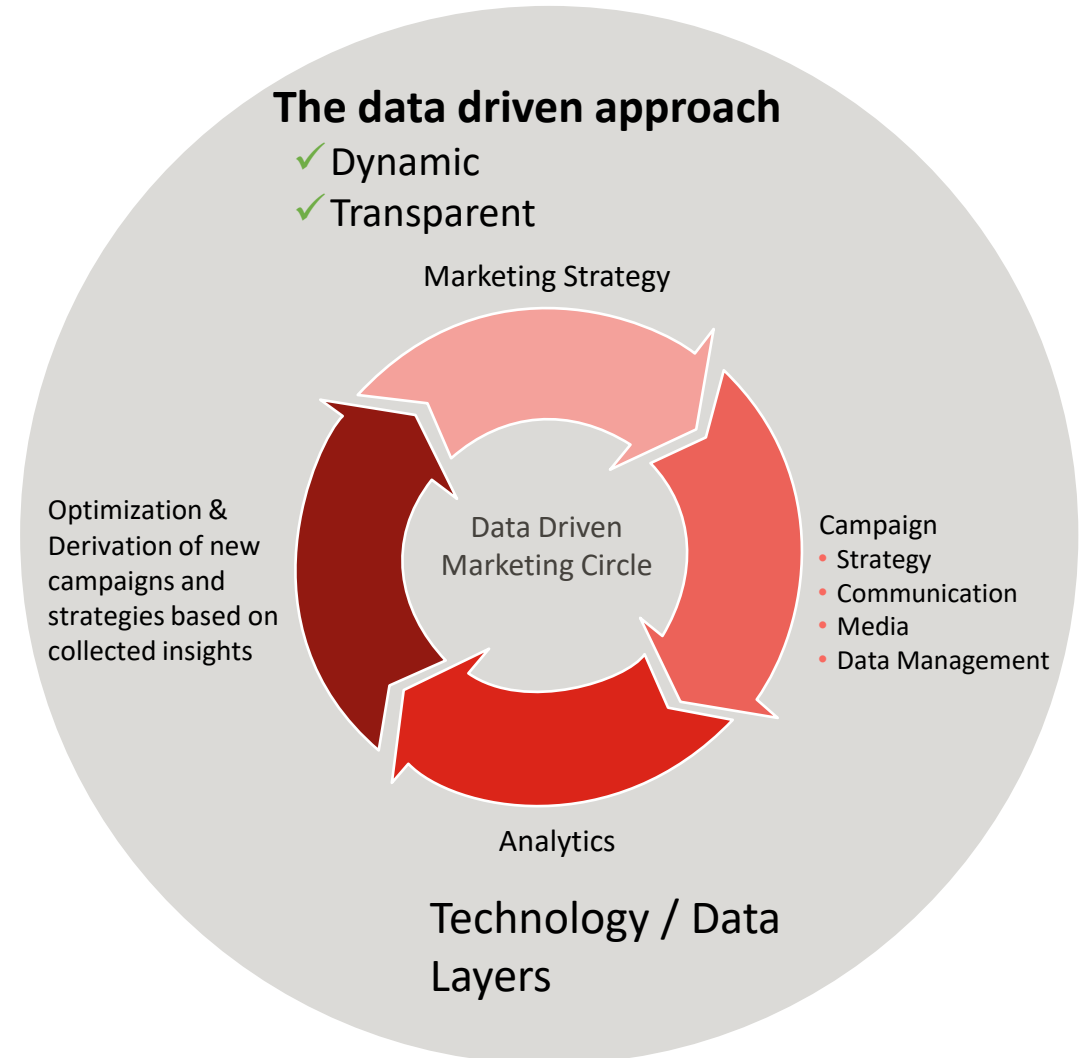 The data driven approach
✓ Dynamic
✓ Transparent
Marketing Strategy
Optimization &
Derivation of new
campaigns and
strategies based on
collected insights
Data Driven
Marketing Circle
Campaign
• Strategy
• Communication
• Media
• Data Management
Analytics
Technology / Data
Layers